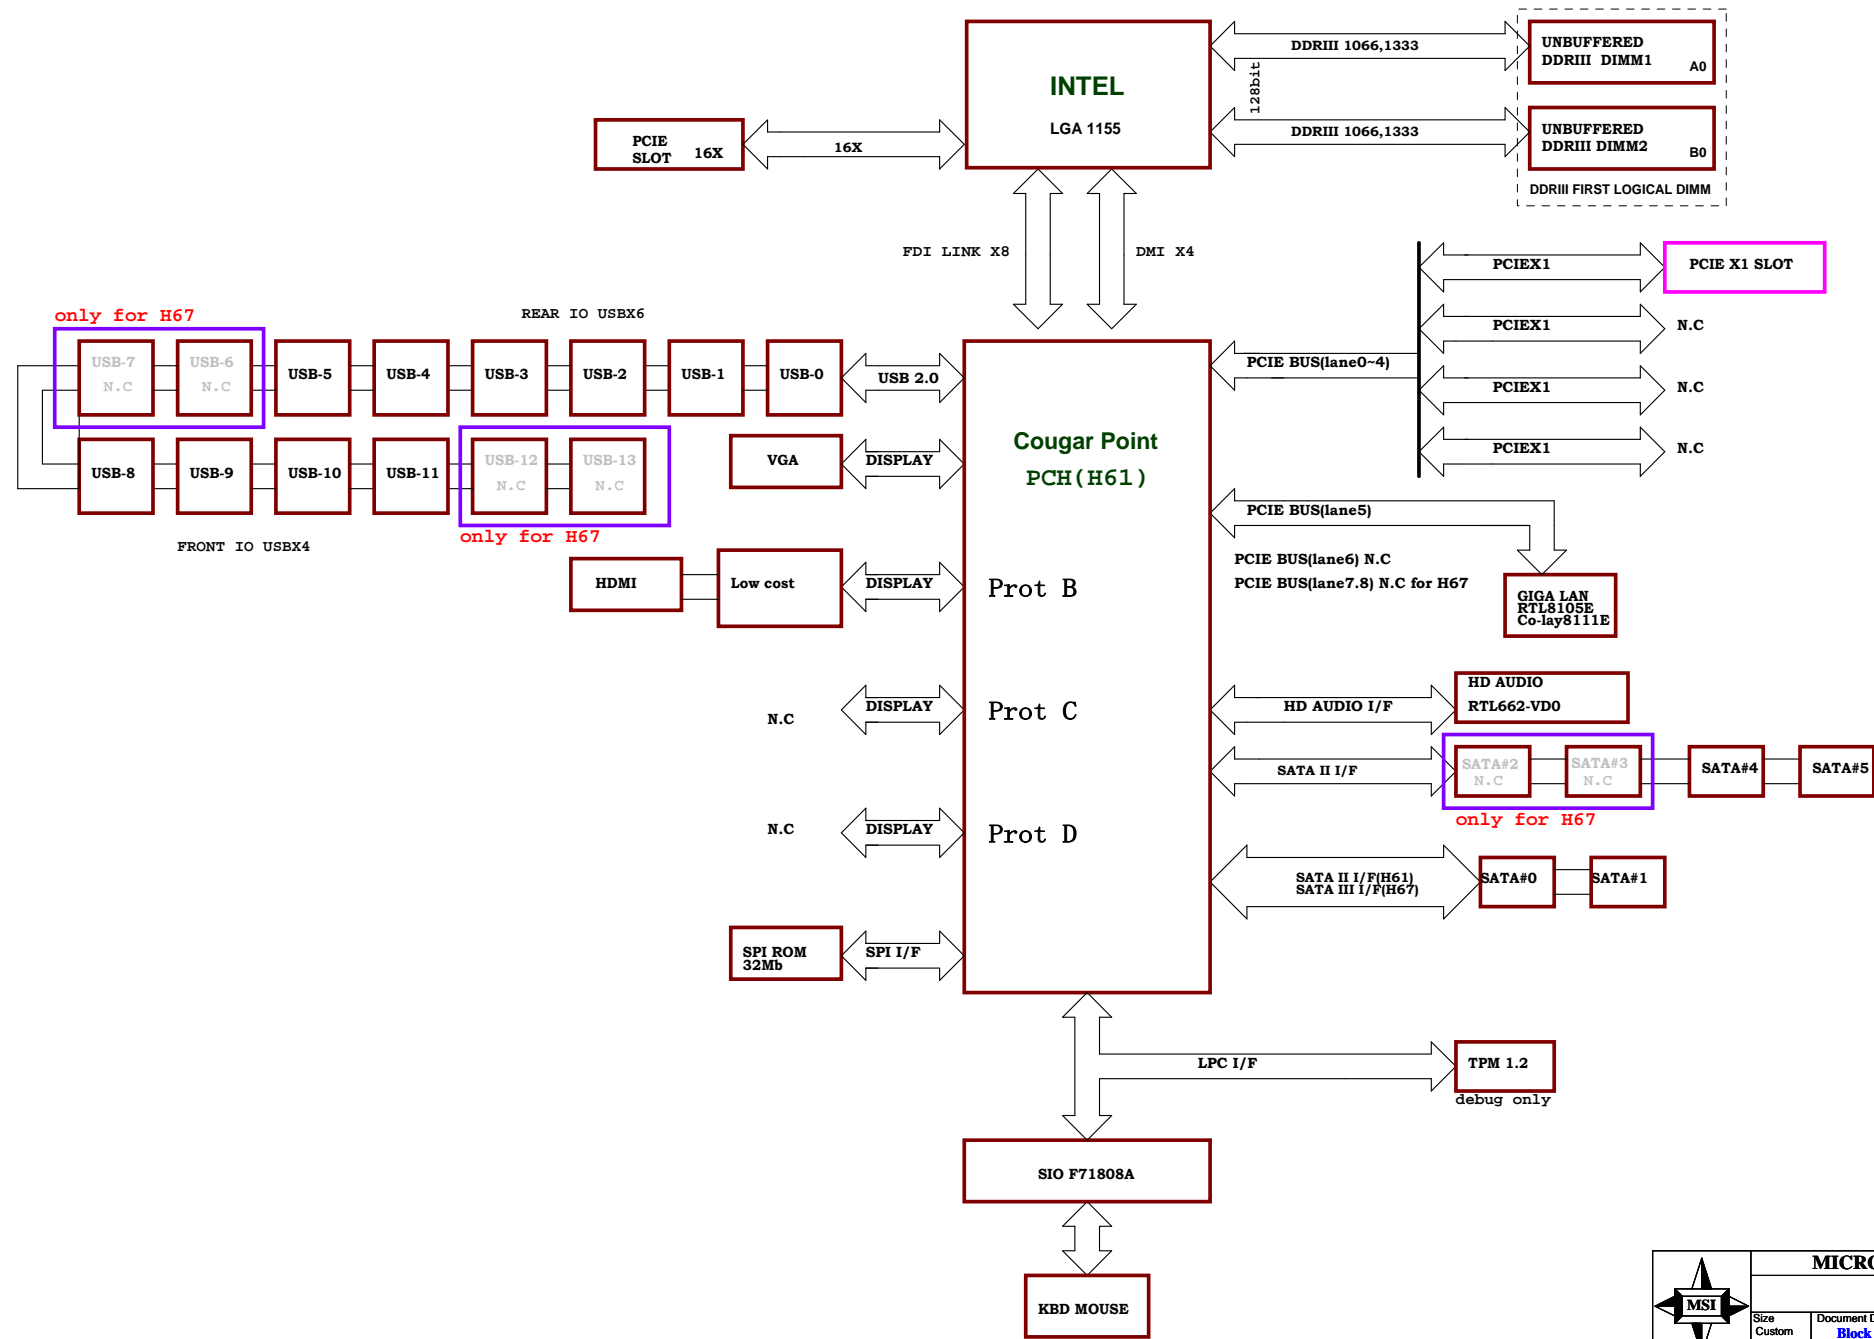 INTEL
LGA 1155
DDRIII 1066,1333
128bit
DDRIII 1066,1333
UNBUFFERED
DDRIII DIMM1
A0
UNBUFFERED
DDRIII DIMM2
B0
DDRIII FIRST LOGICAL DIMM
PCIE
SLOT 16X
16X
FDI LINK X8
DMI X4
PCIEX1
PCIE X1 SLOT
PCIEX1
N.C
PCIEX1
N.C
PCIEX1
N.C
PCIE BUS(lane0~4)
only for H67
REAR IO USBX6
USB-7
N.C
USB-6
N.C
USB-5
USB-4
USB-3
USB-2
USB-1
USB-0
USB 2.0
USB-8
USB-9
USB-10
USB-11
USB-12
N.C
USB-13
N.C
only for H67
FRONT IO USBX4
VGA
DISPLAY
Cougar Point
PCH(H61)
PCIE BUS(lane5)
PCIE BUS(lane6) N.C
PCIE BUS(lane7.8) N.C for H67
GIGA LAN
RTL8105E
Co-lay8111E
HDMI
Low cost
DISPLAY
Prot B
N.C
DISPLAY
Prot C
HD AUDIO I/F
HD AUDIO
RTL662-VD0
SATA II I/F
SATA#2
N.C
SATA#3
N.C
SATA#4
SATA#5
only for H67
N.C
DISPLAY
Prot D
SATA II I/F(H61)
SATA III I/F(H67)
SATA#0
SATA#1
SPI ROM
32Mb
SPI I/F
LPC I/F
TPM 1.2
debug only
SIO F71808A
KBD MOUSE
MSI
MICRO
Size
Custom
Document D
Block